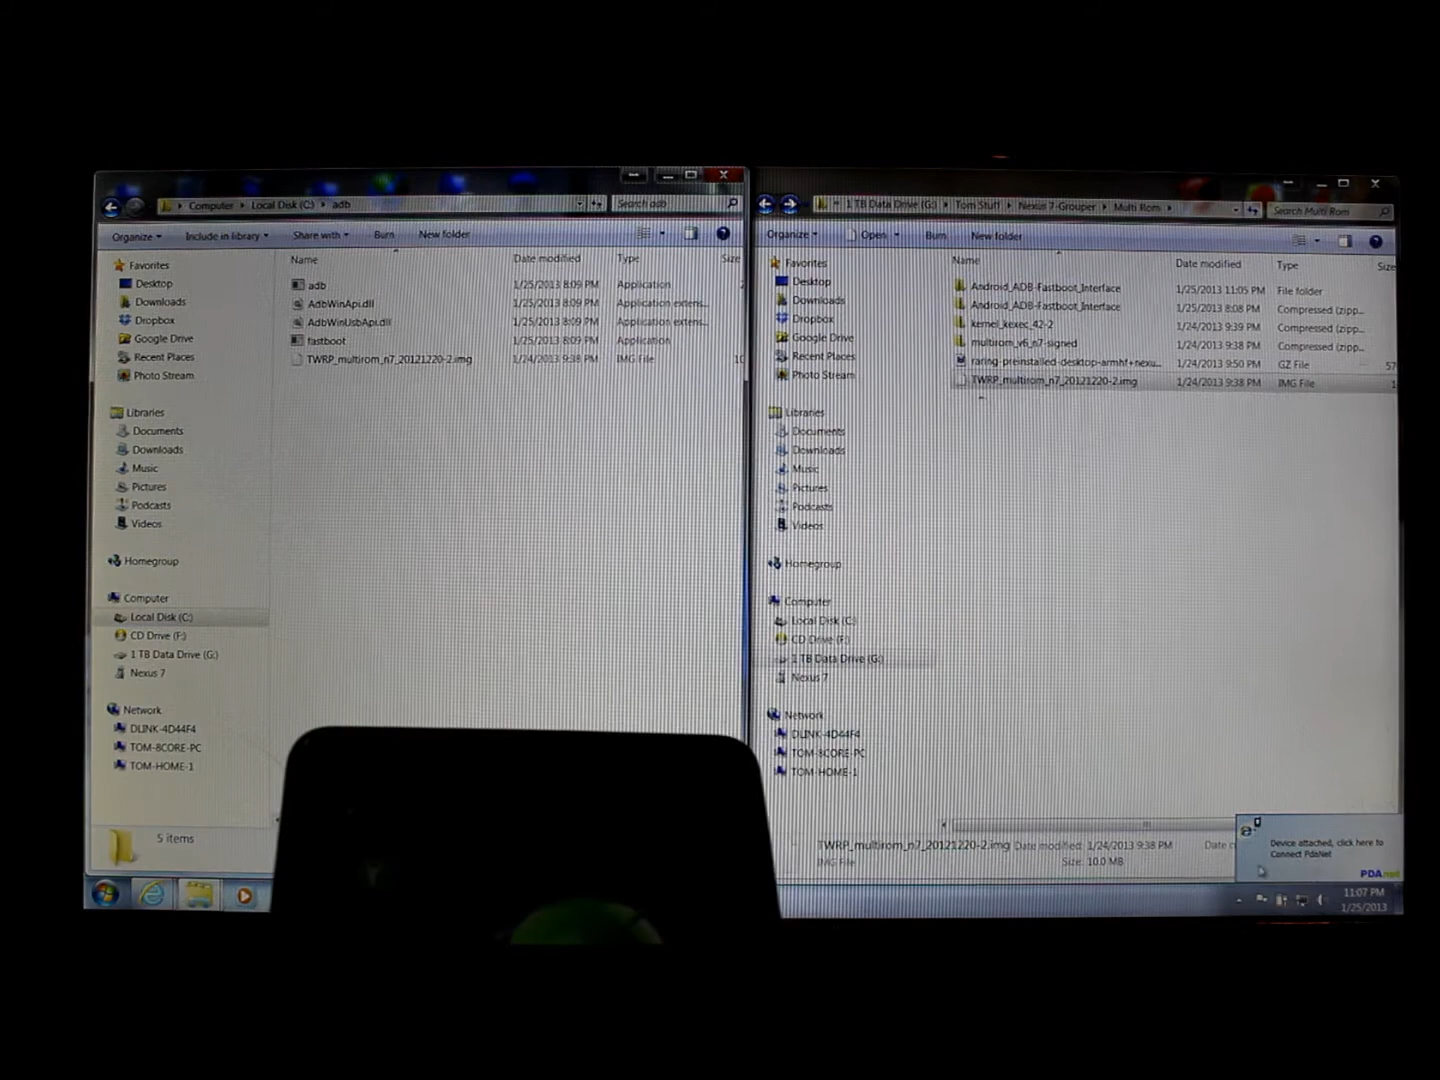 Computer ▸ Local Disk (C:) ▸ adb
Search adb
Organize
Include in library
Share with
Burn
New folder
Name
Date modified
Type
Size
Favorites
Desktop
Downloads
Dropbox
Google Drive
Recent Places
Photo Stream
Libraries
Documents
Downloads
Music
Pictures
Podcasts
Videos
Homegroup
Computer
Local Disk (C:)
CD Drive (F:)
1 TB Data Drive (G:)
Nexus 7
Network
DLINK-4D44F4
TOM-8CORE-PC
TOM-HOME-1
adb 1/25/2013 8:09 PM Application
AdbWinApi.dll 1/25/2013 8:09 PM Application extens...
AdbWinUsbApi.dll 1/25/2013 8:09 PM Application extens...
fastboot 1/25/2013 8:09 PM Application
TWRP_multirom_n7_20121220-2.img 1/24/2013 9:38 PM IMG File
5 items
1 TB Data Drive (G:) ▸ Tom Stuff ▸ Nexus 7-Grouper ▸ Multi Rom
Search Multi Rom
Organize
Open
Burn
New folder
Name
Date modified
Type
Size
Favorites
Desktop
Downloads
Dropbox
Google Drive
Recent Places
Photo Stream
Libraries
Documents
Downloads
Music
Pictures
Podcasts
Videos
Homegroup
Computer
Local Disk (C:)
CD Drive (F:)
1 TB Data Drive (G:)
Nexus 7
Network
DLINK-4D44F4
TOM-8CORE-PC
TOM-HOME-1
Android_ADB-Fastboot_Interface 1/25/2013 11:05 PM File folder
Android_ADB-Fastboot_Interface 1/25/2013 8:08 PM Compressed (zipp...
kernel_kexec_42-2 1/24/2013 9:39 PM Compressed (zipp...
multirom_v6_n7-signed 1/24/2013 9:38 PM Compressed (zipp...
raring-preinstalled-desktop-armhf+nexu... 1/24/2013 9:50 PM GZ File 57
TWRP_multirom_n7_20121220-2.img 1/24/2013 9:38 PM IMG File 1
TWRP_multirom_n7_20121220-2.img Date modified: 1/24/2013 9:38 PM Date c
IMG File Size: 10.0 MB
Device attached, click here to
Connect PdaNet
PDAnet
11:07 PM
1/25/2013